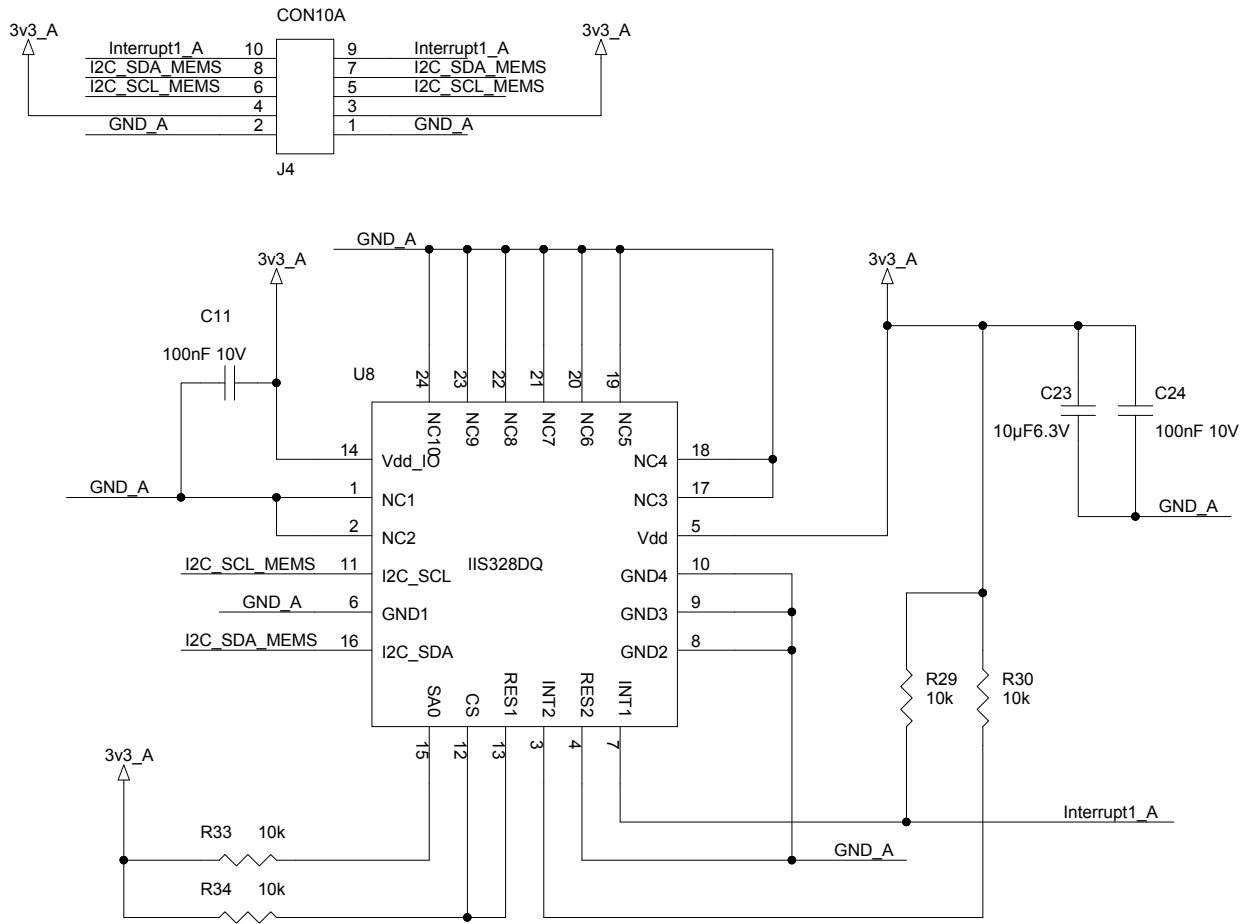 CON10A
3v3_A
3v3_A
Interrupt1_A 10 9 Interrupt1_A
I2C_SDA_MEMS 8 7 I2C_SDA_MEMS
I2C_SCL_MEMS 6 5 I2C_SCL_MEMS
4 3
GND_A 2 1 GND_A
J4
GND_A
3v3_A
3v3_A
C11
100nF 10V
U8
24 23 22 21 20 19
NC10 NC9 NC8 NC7 NC6 NC5
C23
10µF6.3V
C24
100nF 10V
14 Vdd_IO
NC4 18
GND_A
1 NC1
NC3 17
GND_A
2 NC2
Vdd 5
I2C_SCL_MEMS 11 I2C_SCL
IIS328DQ
GND4 10
GND_A 6 GND1
GND3 9
I2C_SDA_MEMS 16 I2C_SDA
GND2 8
SA0 CS RES1 INT2 RES2 INT1
15 12 13 3 4 7
R29
10k
R30
10k
3v3_A
Interrupt1_A
R33 10k
GND_A
R34 10k